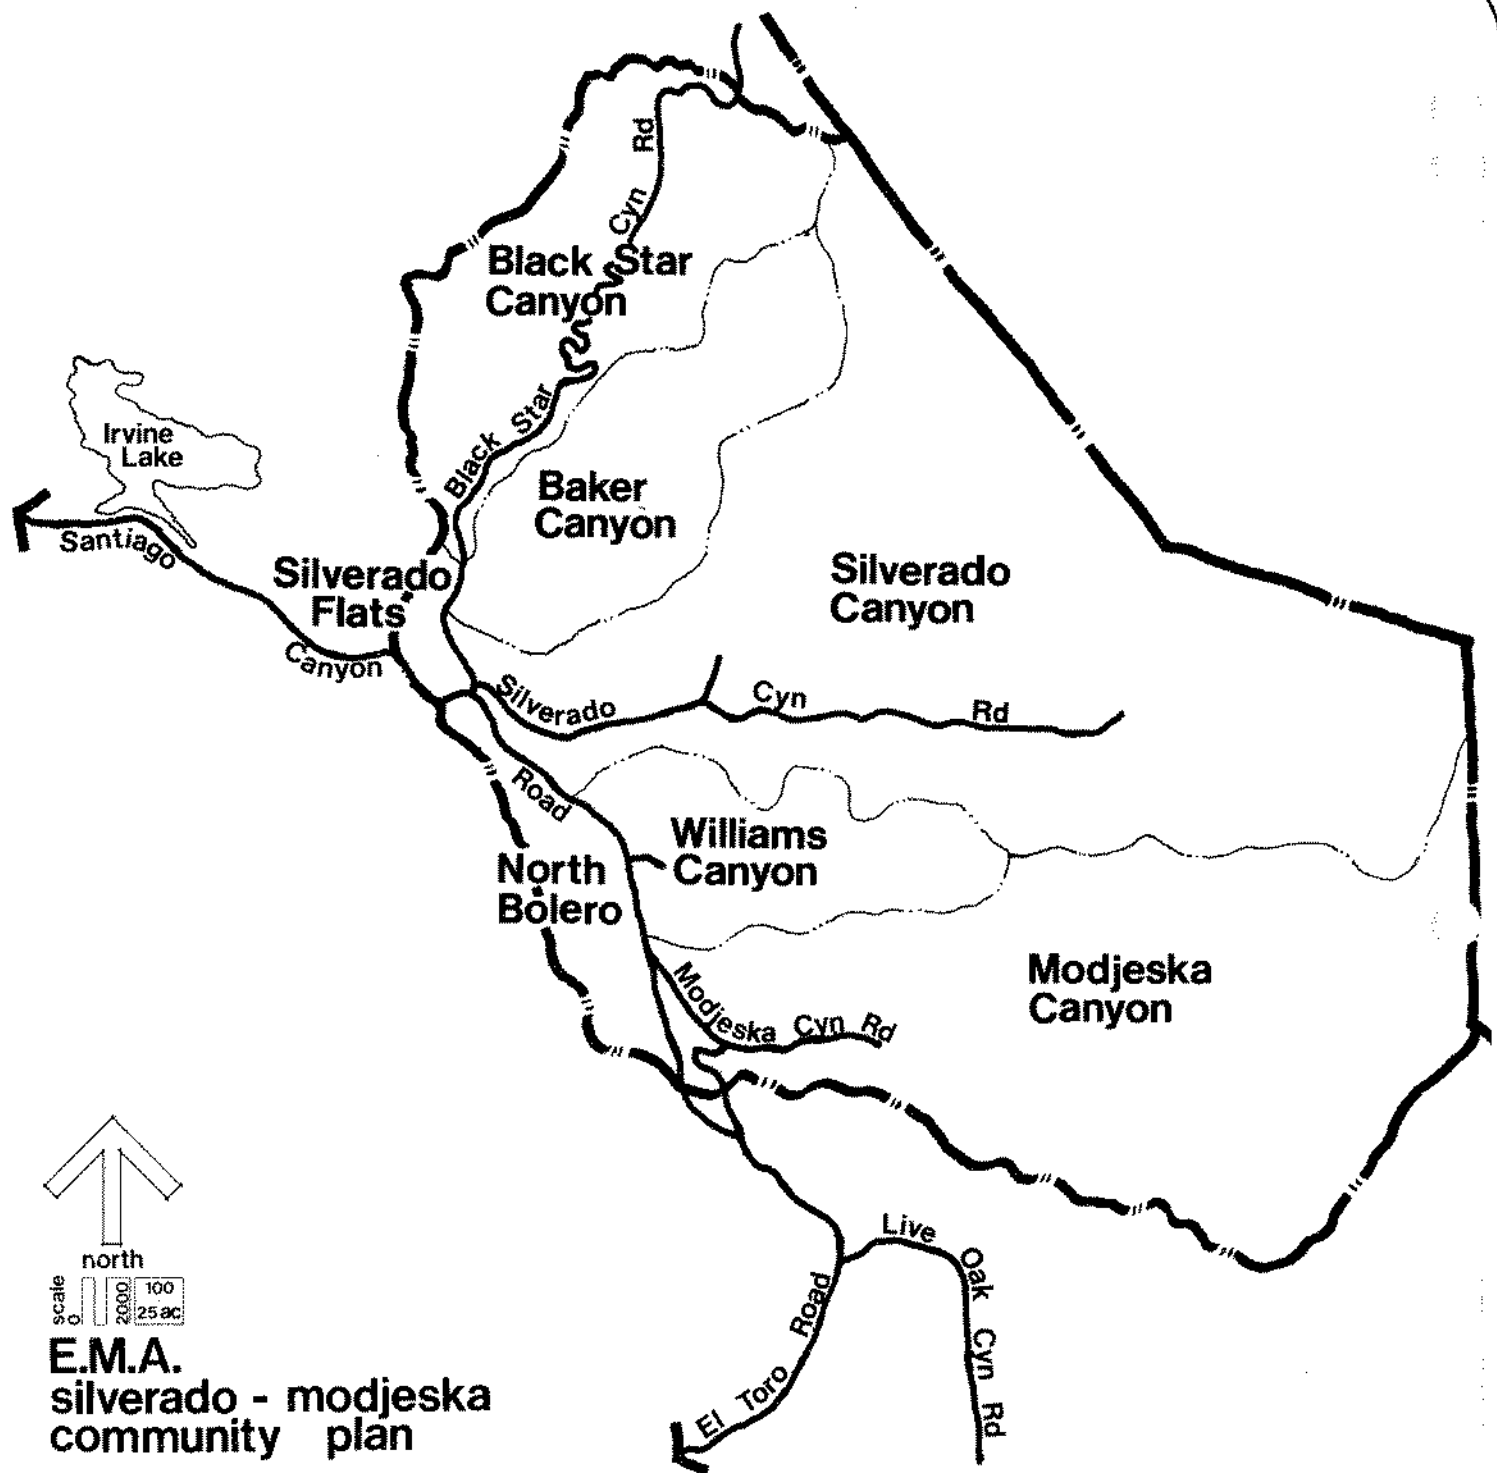 Black Star Cyn Rd
Black Star
Canyon
Irvine
Lake
Baker
Canyon
Santiago Canyon Road
Silverado
Flats
Silverado
Canyon
Silverado Cyn Rd
Williams
Canyon
North
Bolero
Modjeska
Canyon
Modjeska Cyn Rd
Live Oak Cyn Rd
El Toro Road
north
scale
0
2000
100
25 ac
E.M.A.
silverado - modjeska
community plan